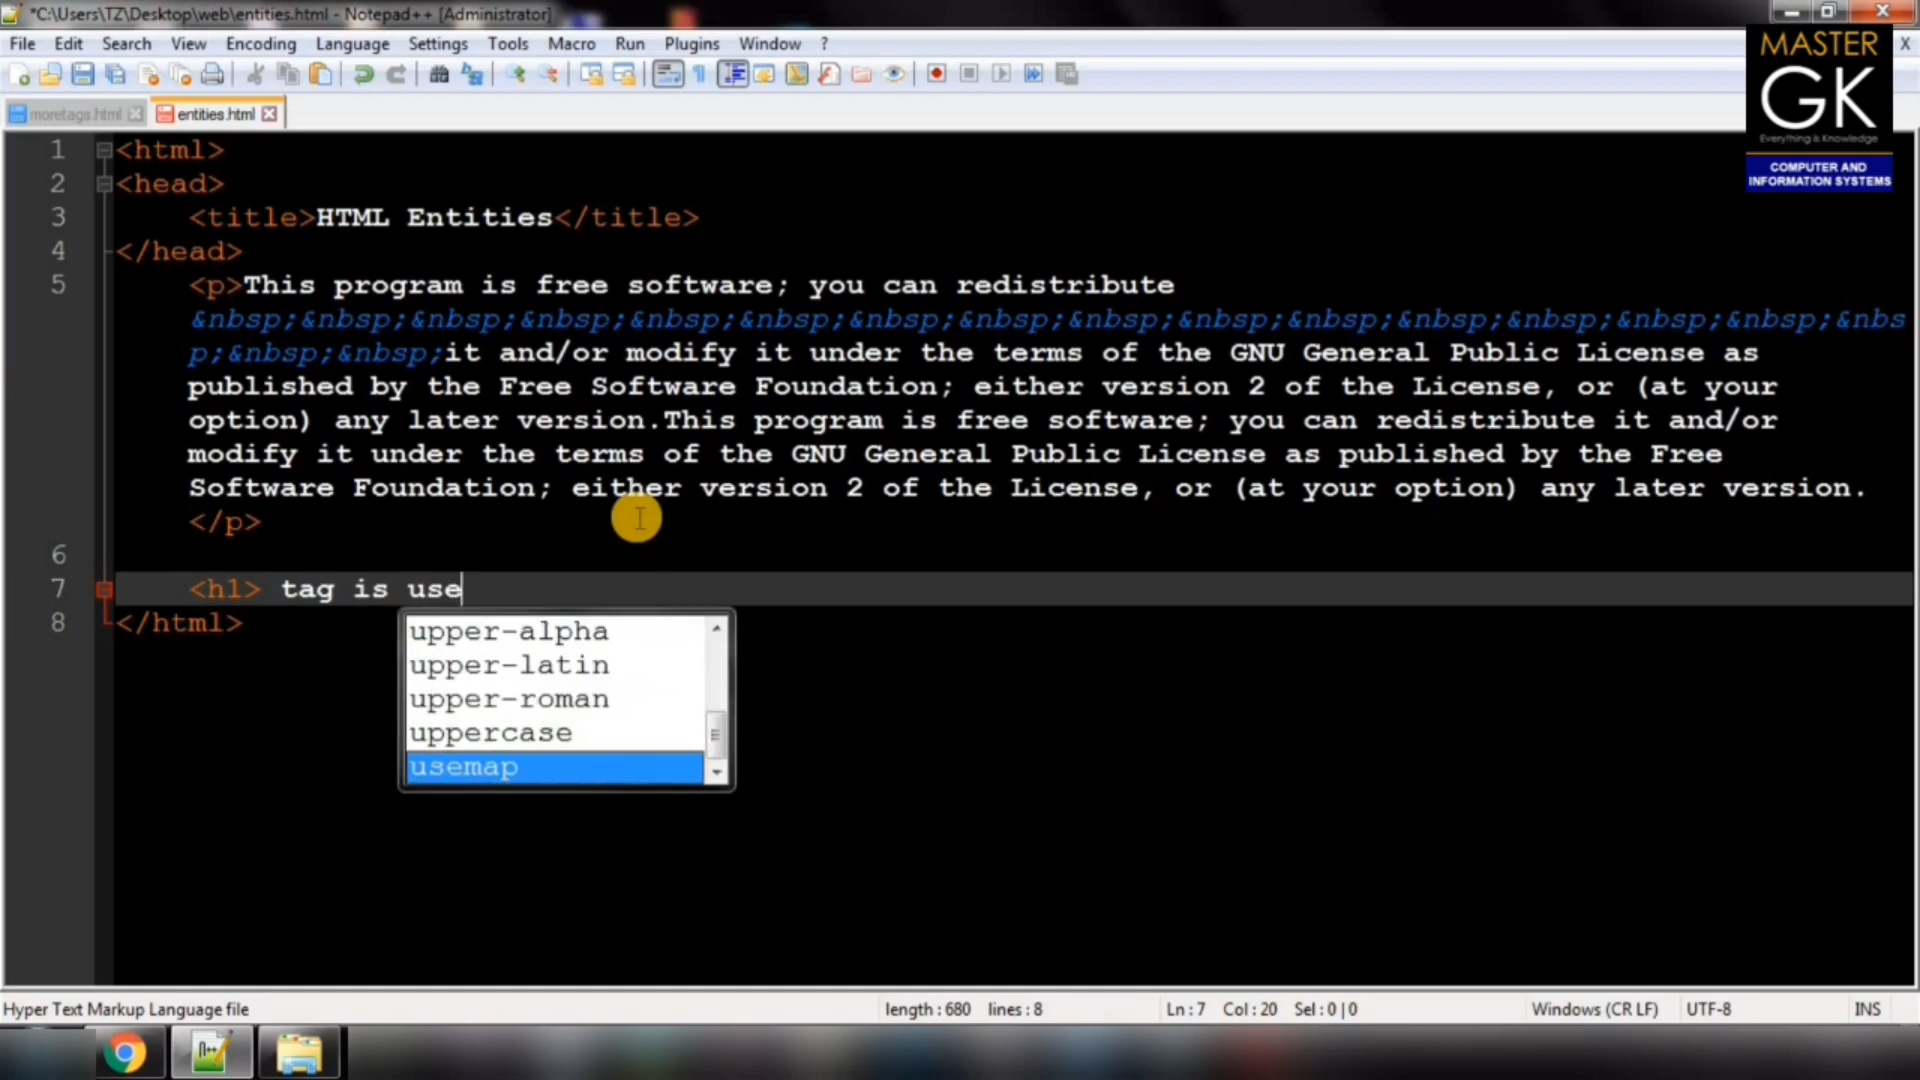 *C:\Users\TZ\Desktop\web\entities.html - Notepad++ [Administrator]
File Edit Search View Encoding Language Settings Tools Macro Run Plugins Window ? X
MASTER
GK
Everything is Knowledge
COMPUTER AND
INFORMATION SYSTEMS
moretags.html entities.html
1 <html>
2 <head>
3 <title>HTML Entities</title>
4 </head>
5 <p>This program is free software; you can redistribute
&nbsp;&nbsp;&nbsp;&nbsp;&nbsp;&nbsp;&nbsp;&nbsp;&nbsp;&nbsp;&nbsp;&nbsp;&nbsp;&nbsp;&nbsp;&nbs
p;&nbsp;&nbsp;it and/or modify it under the terms of the GNU General Public License as
published by the Free Software Foundation; either version 2 of the License, or (at your
option) any later version.This program is free software; you can redistribute it and/or
modify it under the terms of the GNU General Public License as published by the Free
Software Foundation; either version 2 of the License, or (at your option) any later version.
</p>
6
7 <h1> tag is use
8 </html>
upper-alpha
upper-latin
upper-roman
uppercase
usemap
Hyper Text Markup Language file length : 680 lines : 8 Ln : 7 Col : 20 Sel : 0 | 0 Windows (CR LF) UTF-8 INS